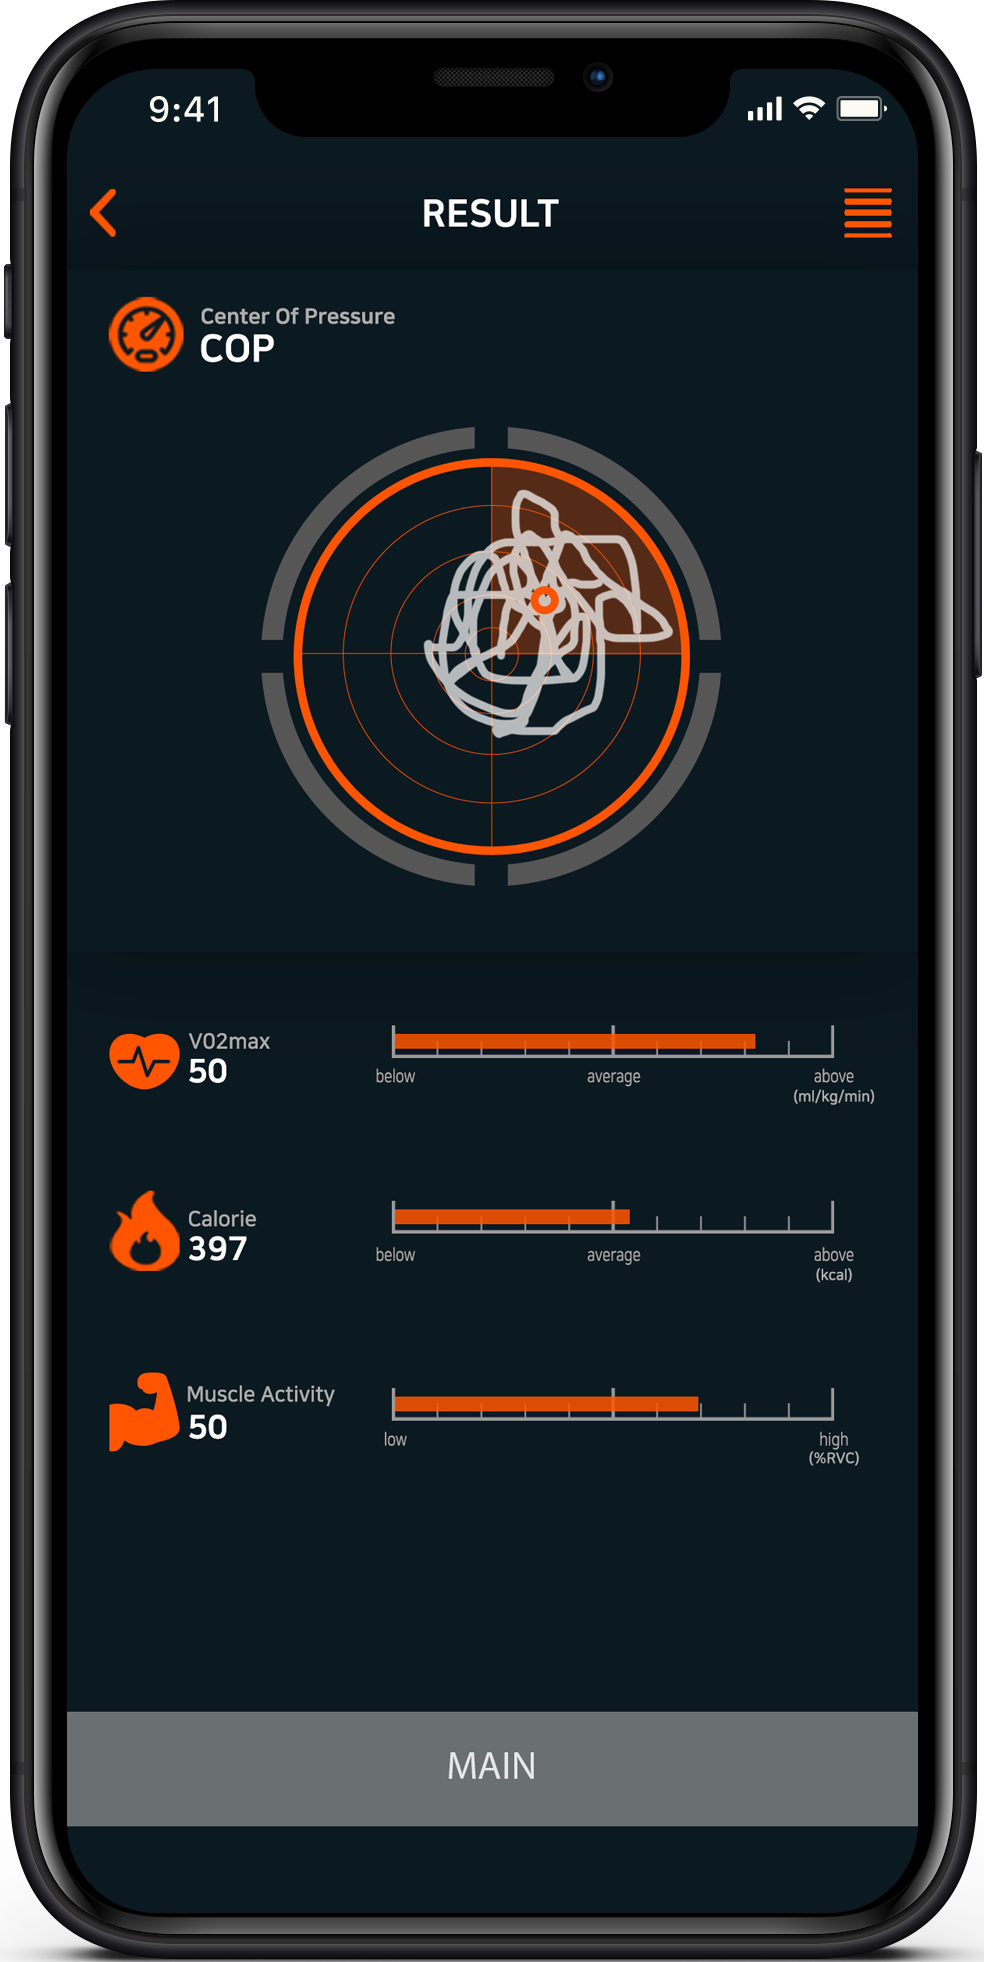 9:41
RESULT
Center Of Pressure
COP
V02max
50
below average above
(ml/kg/min)
Calorie
397
below average above
(kcal)
Muscle Activity
50
low high
(%RVC)
MAIN